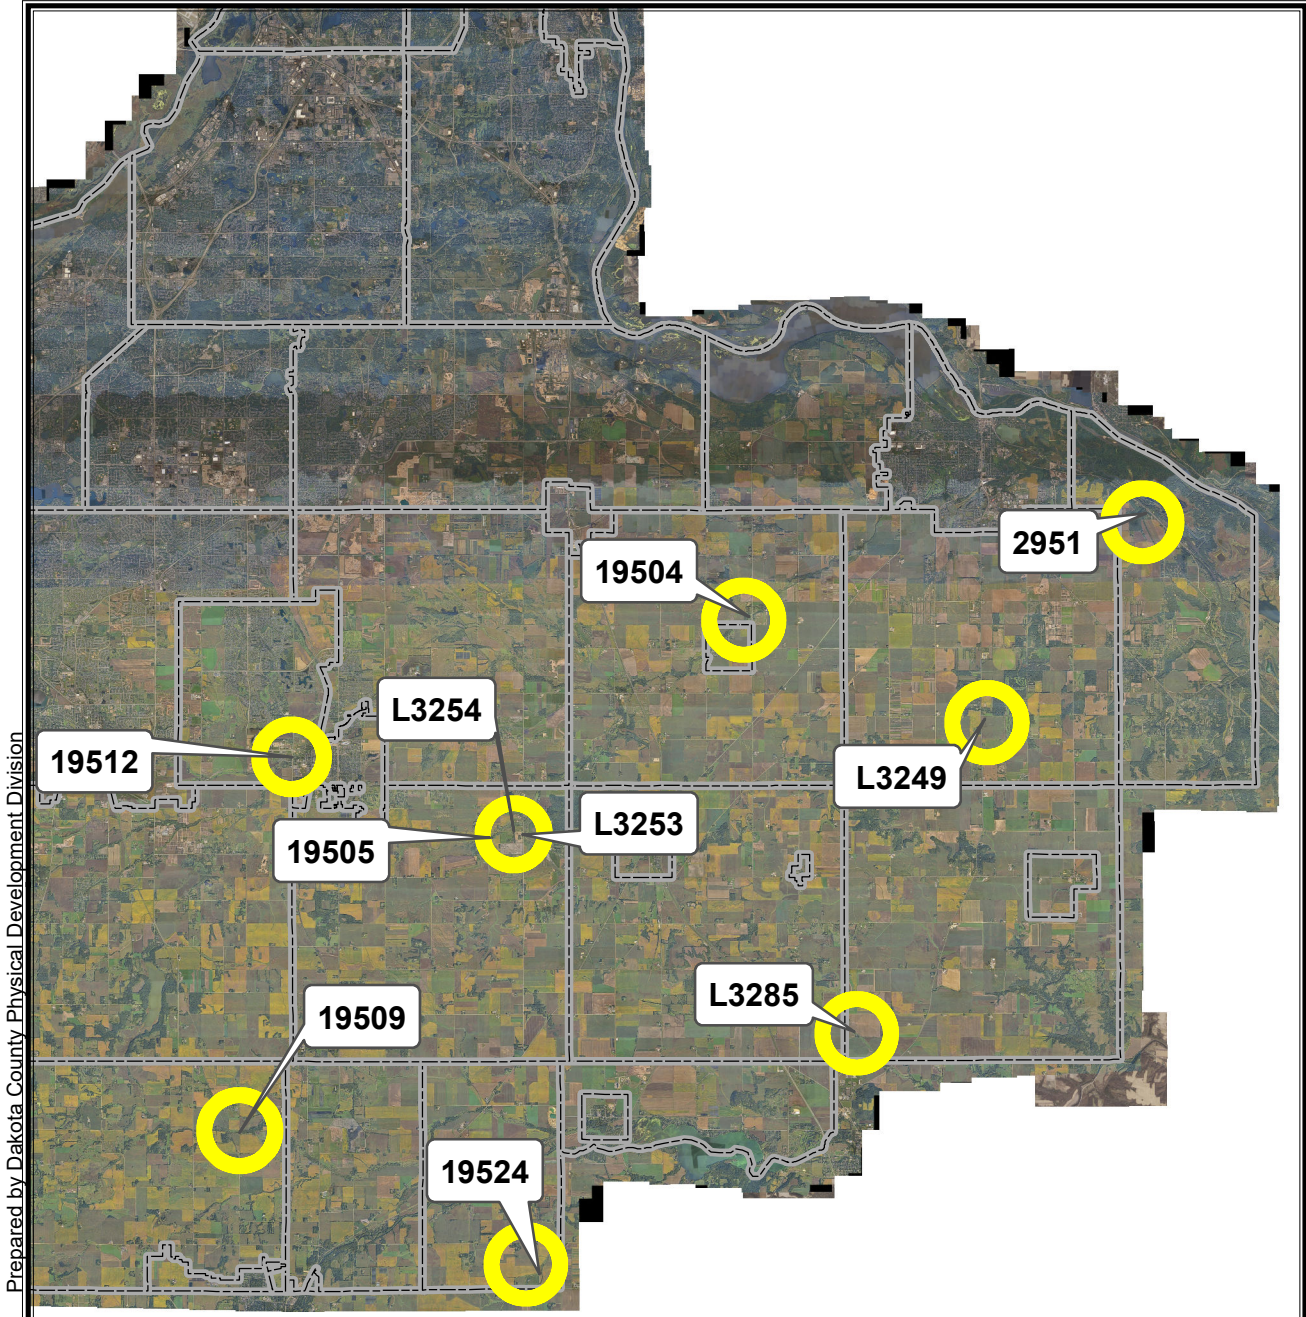 2951
19504
L3254
19512
L3249
L3253
19505
L3285
19509
19524
Prepared by Dakota County Physical Development Division